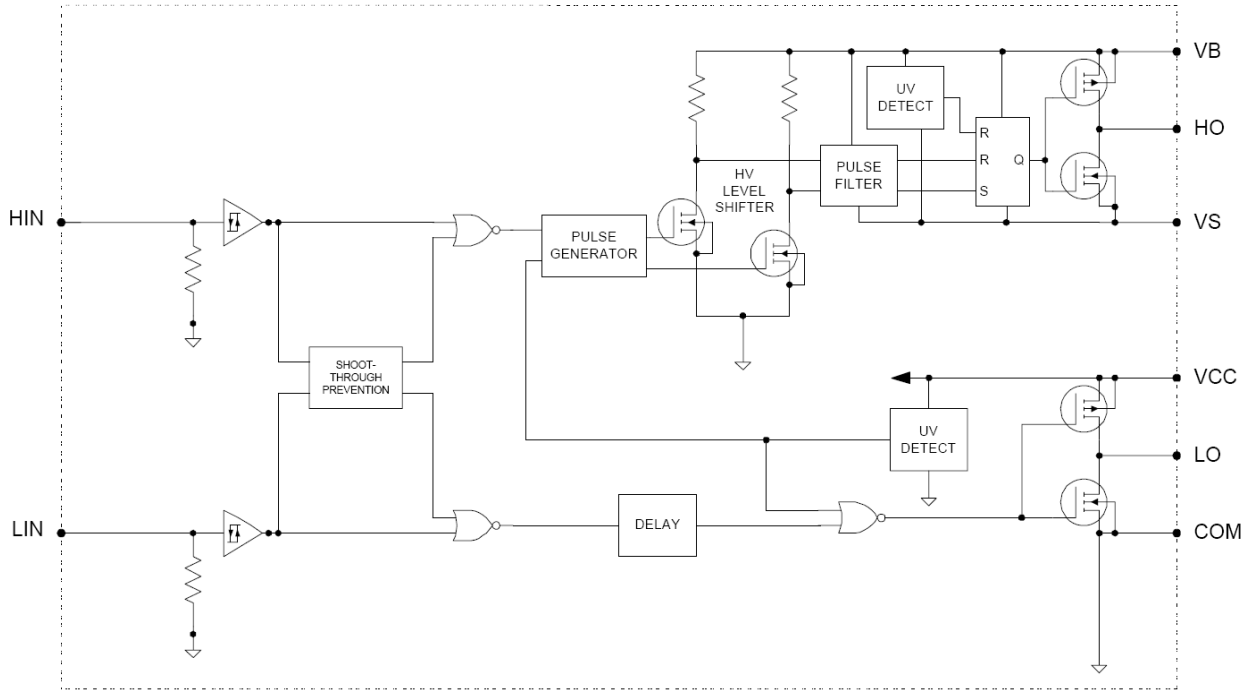 VB
UV
DETECT
R
HO
R
Q
PULSE
FILTER
HV
LEVEL
SHIFTER
S
HIN
VS
PULSE
GENERATOR
SHOOT-
THROUGH
PREVENTION
VCC
UV
DETECT
LO
LIN
DELAY
COM